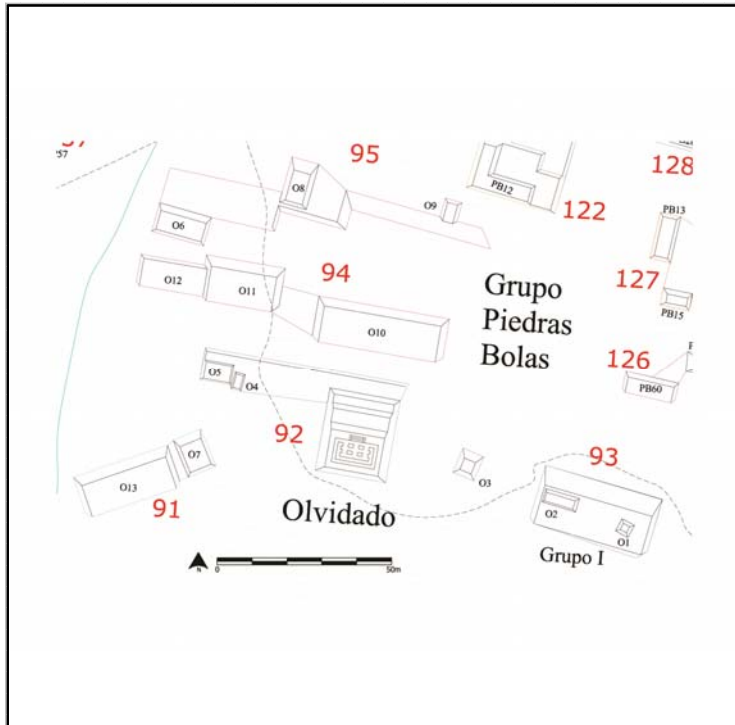 P57
95
128
O8
PB12
O9
122
PB13
O6
94
127
O12
O11
Grupo
Piedras
Bolas
PB15
O10
126
O5
O4
PB60
92
93
O7
O3
O13
91
O2
Olvidado
O1
Grupo I
N
0
50m